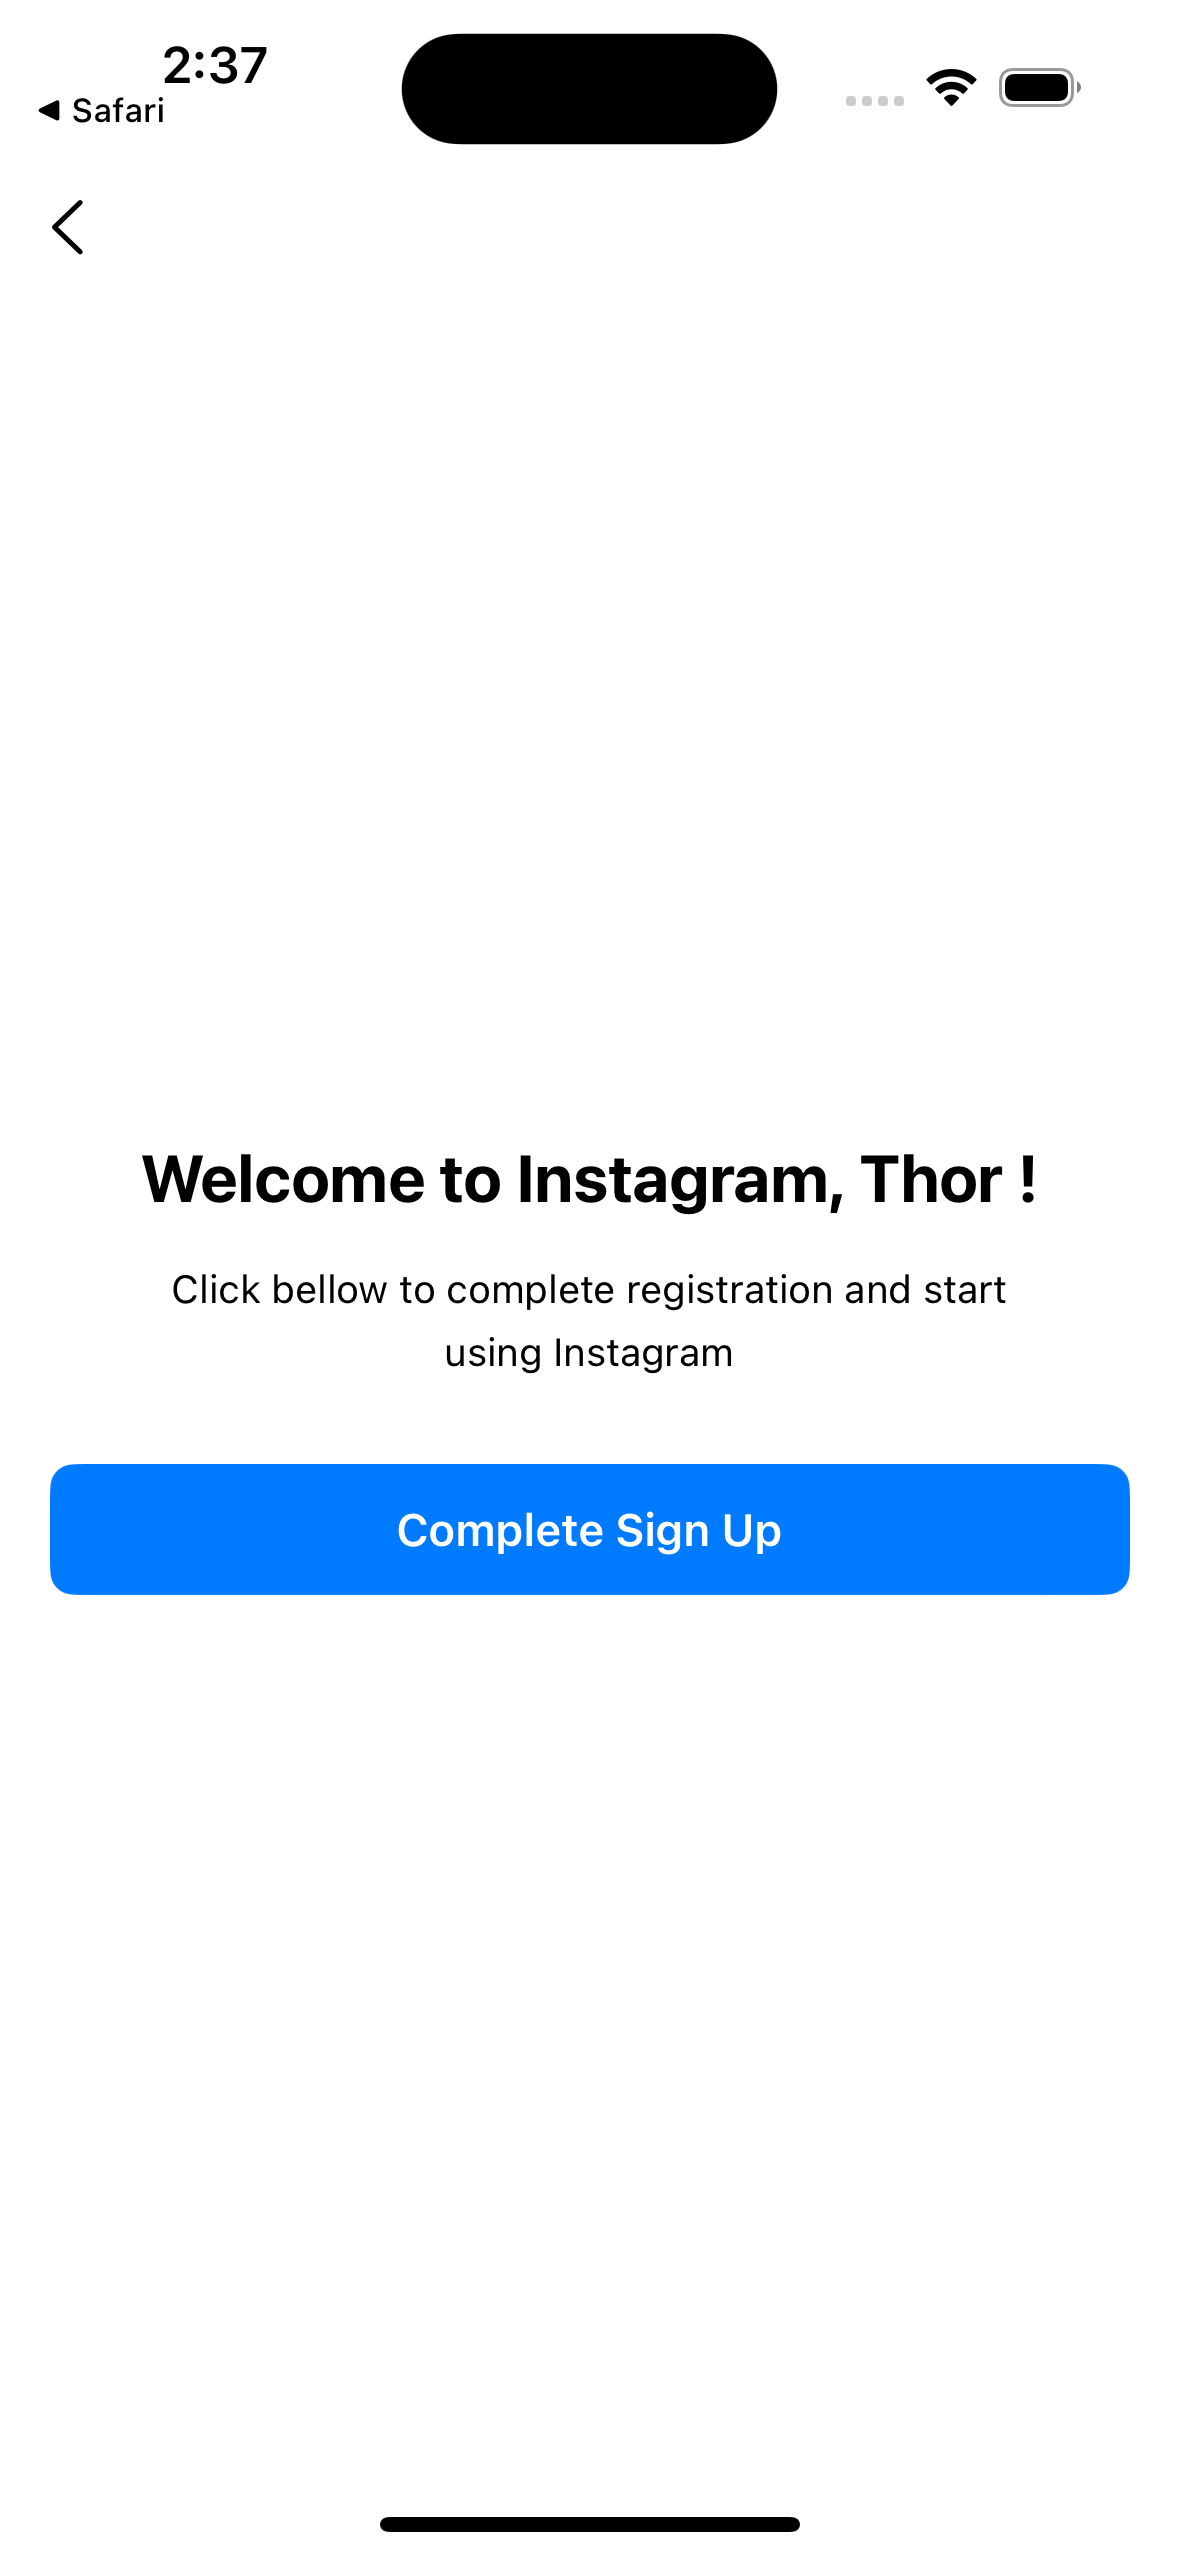 2:37
Safari
Welcome to Instagram, Thor !
Click bellow to complete registration and start
using Instagram
Complete Sign Up